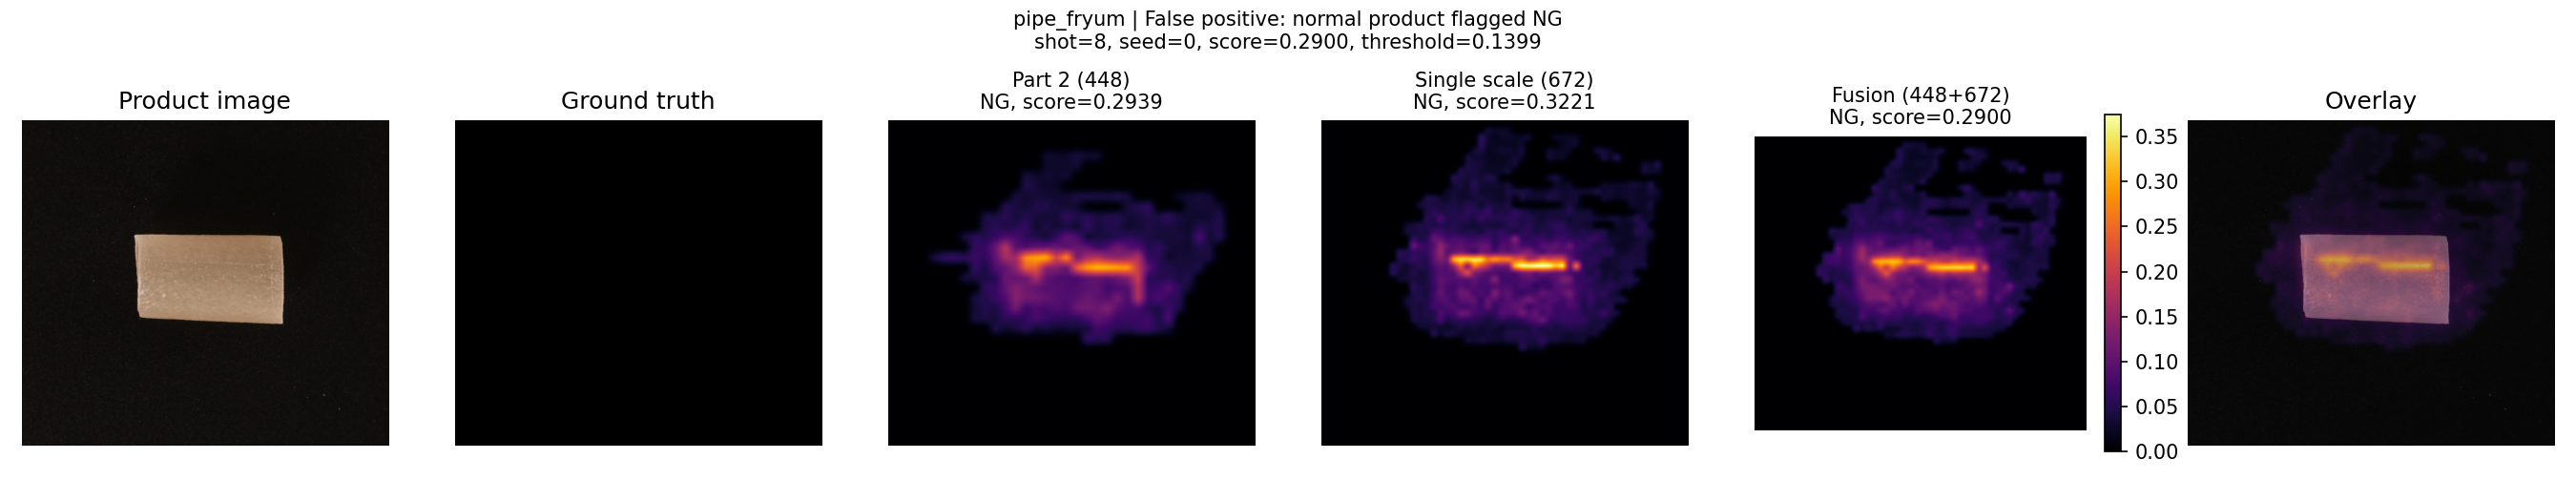 pipe_fryum | False positive: normal product flagged NG
shot=8, seed=0, score=0.2900, threshold=0.1399
Product image
Ground truth
Part 2 (448)
NG, score=0.2939
Single scale (672)
NG, score=0.3221
Fusion (448+672)
NG, score=0.2900
Overlay
0.35
0.30
0.25
0.20
0.15
0.10
0.05
0.00